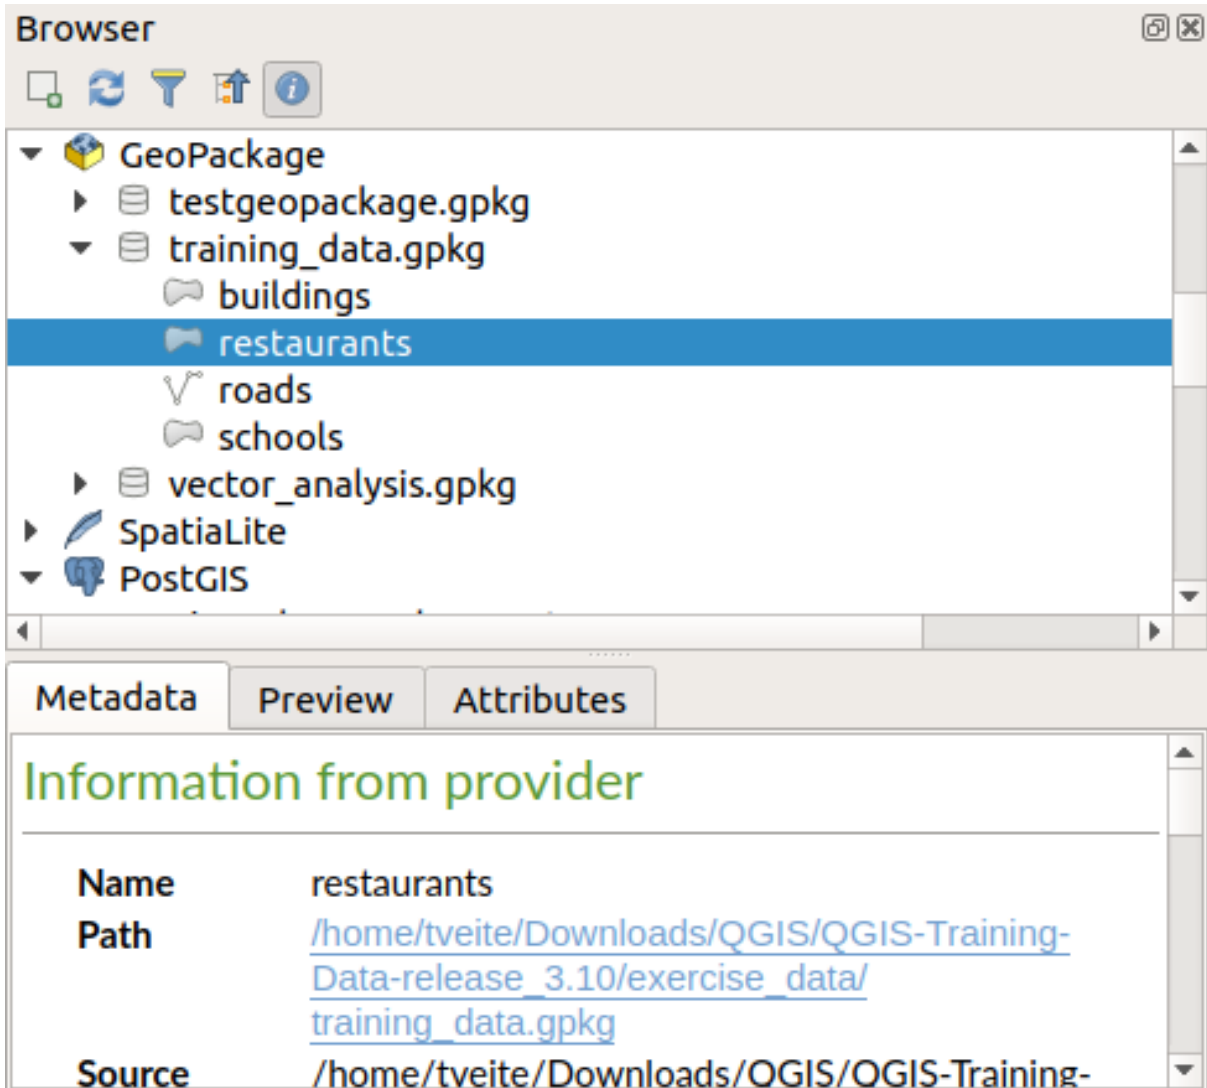 Browser
GeoPackage
testgeopackage.gpkg
training_data.gpkg
buildings
restaurants
roads
schools
vector_analysis.gpkg
SpatiaLite
PostGIS
Metadata Preview Attributes
Information from provider
Name restaurants
Path /home/tveite/Downloads/QGIS/QGIS-Training-
Data-release_3.10/exercise_data/
training_data.gpkg
Source /home/tveite/Downloads/QGIS/QGIS-Training-